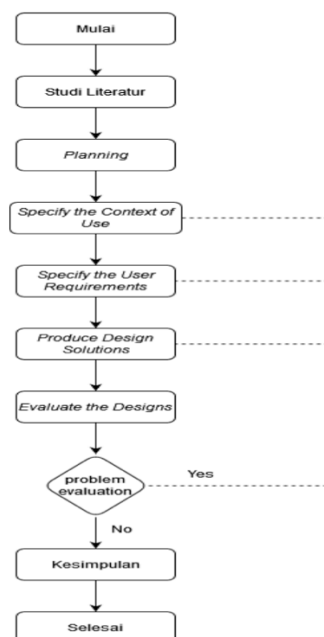 Mulai
Studi Literatur
Planning
Specify the Context of
Use
Specify the User
Requirements
Produce Design
Solutions
Evaluate the Designs
problem
evaluation
Yes
No
Kesimpulan
Selesai